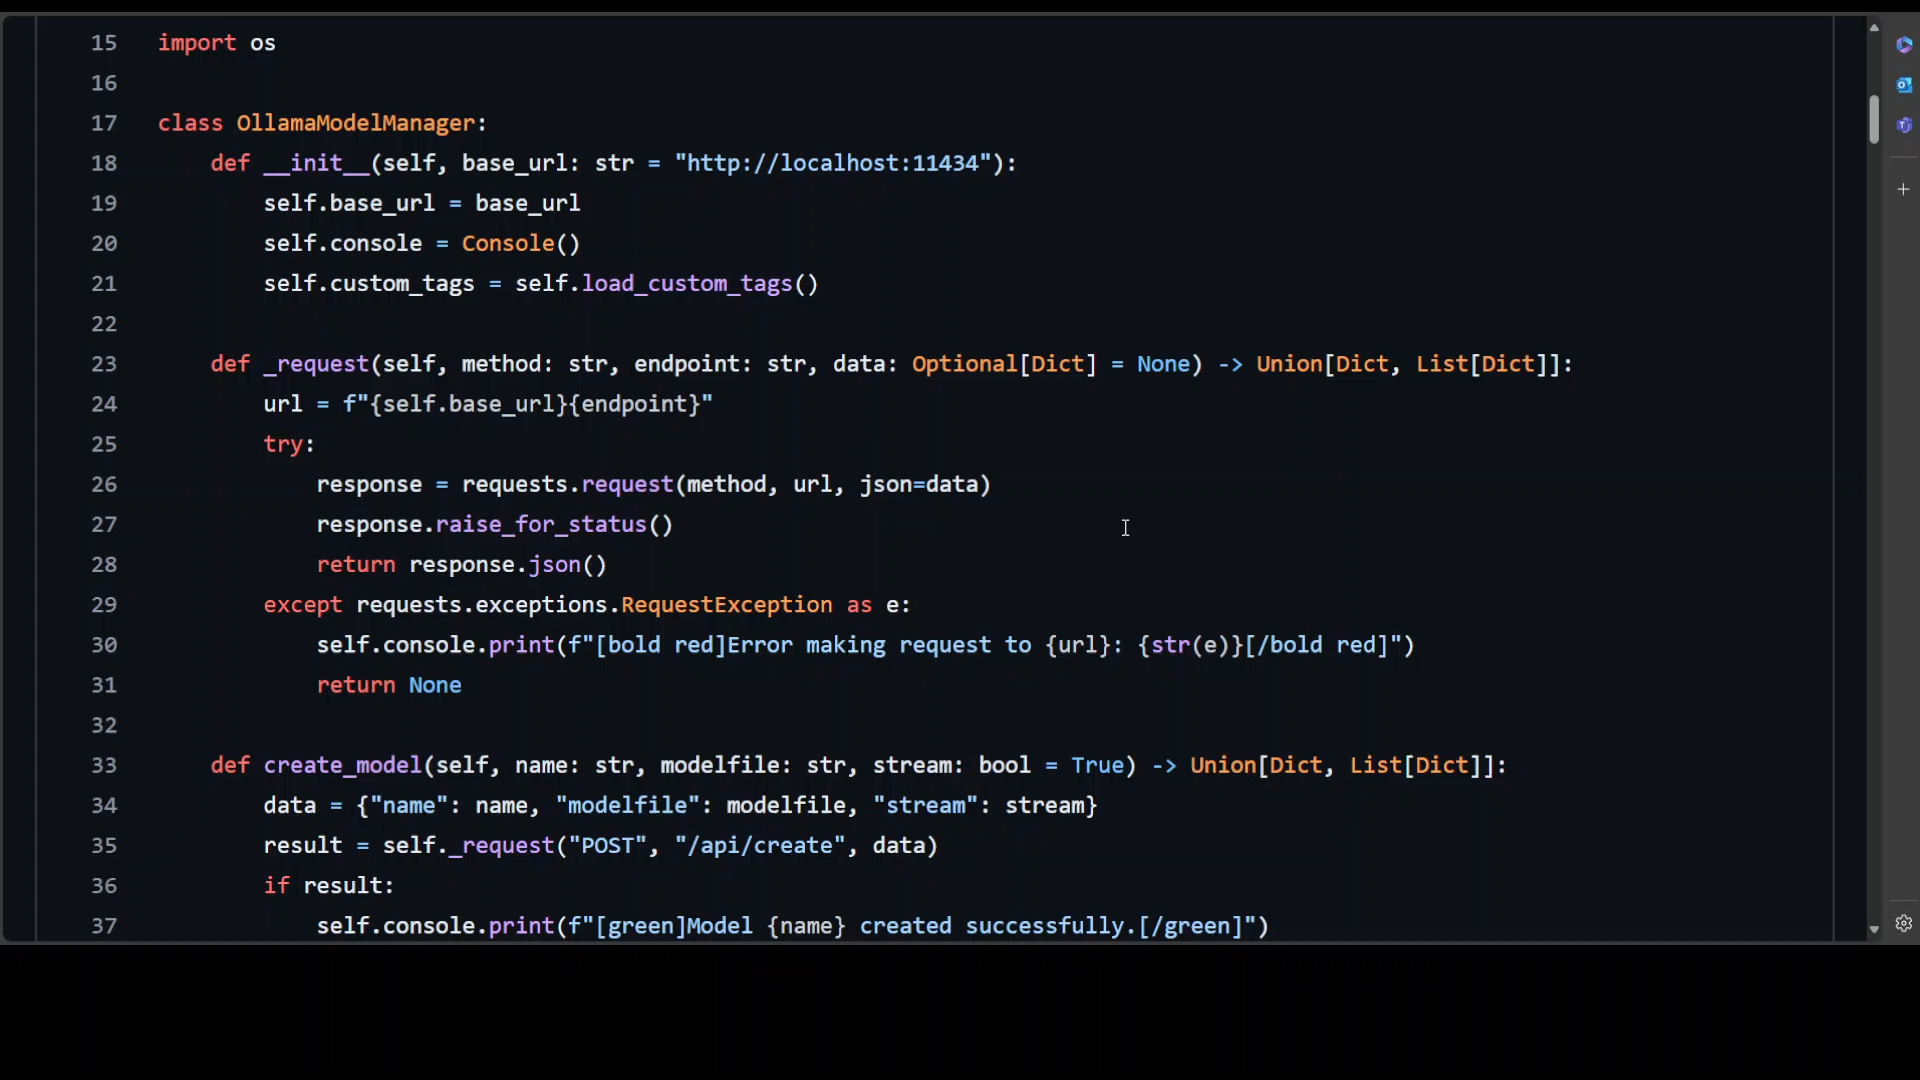 15 import os
16
17 class OllamaModelManager:
18     def __init__(self, base_url: str = "http://localhost:11434"):
19         self.base_url = base_url
20         self.console = Console()
21         self.custom_tags = self.load_custom_tags()
22
23     def _request(self, method: str, endpoint: str, data: Optional[Dict] = None) -> Union[Dict, List[Dict]]:
24         url = f"{self.base_url}{endpoint}"
25         try:
26             response = requests.request(method, url, json=data)
27             response.raise_for_status()
28             return response.json()
29         except requests.exceptions.RequestException as e:
30             self.console.print(f"[bold red]Error making request to {url}: {str(e)}[/bold red]")
31             return None
32
33     def create_model(self, name: str, modelfile: str, stream: bool = True) -> Union[Dict, List[Dict]]:
34         data = {"name": name, "modelfile": modelfile, "stream": stream}
35         result = self._request("POST", "/api/create", data)
36         if result:
37             self.console.print(f"[green]Model {name} created successfully.[/green]")